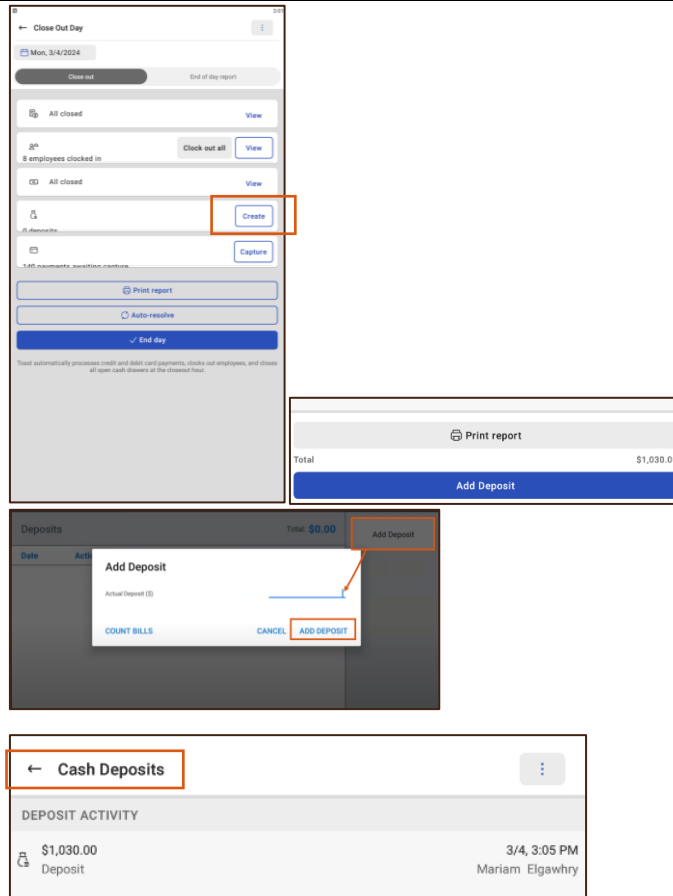 3:01
← Close Out Day
Mon, 3/4/2024
Close out
End of day report
All closed
View
8 employees clocked in
Clock out all
View
All closed
View
0 deposits
Create
140 payments awaiting capture
Capture
Print report
Auto-resolve
✓ End day
Toast automatically processes credit and debit card payments, clocks out employees, and closes
all open cash drawers at the closeout hour.
Print report
Total $1,030.0
Add Deposit
Deposits
Total: $0.00
Add Deposit
Date
Add Deposit
Actual Deposit ($)
COUNT BILLS
CANCEL
ADD DEPOSIT
← Cash Deposits
DEPOSIT ACTIVITY
$1,030.00
3/4, 3:05 PM
Deposit
Mariam Elgawhry